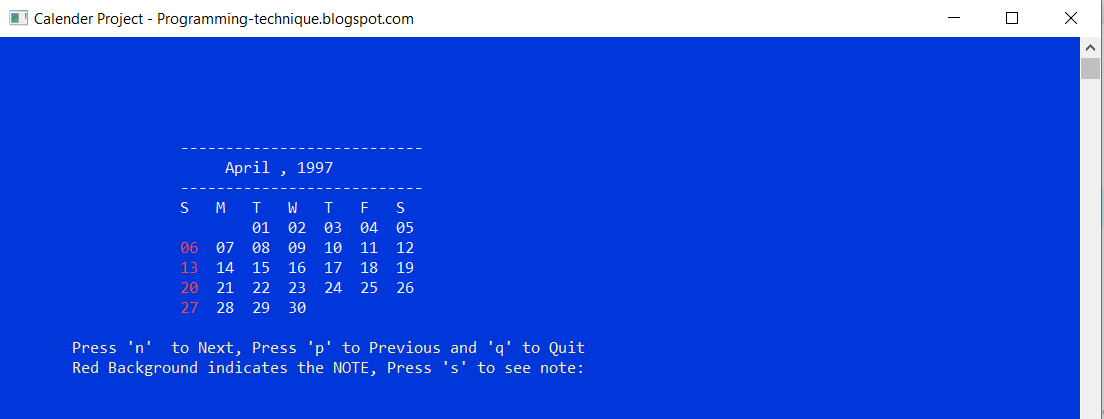 Calender Project - Programming-technique.blogspot.com
---------------------------
April , 1997
---------------------------
S M T W T F S
01 02 03 04 05
06 07 08 09 10 11 12
13 14 15 16 17 18 19
20 21 22 23 24 25 26
27 28 29 30
Press 'n'  to Next, Press 'p' to Previous and 'q' to Quit
Red Background indicates the NOTE, Press 's' to see note: